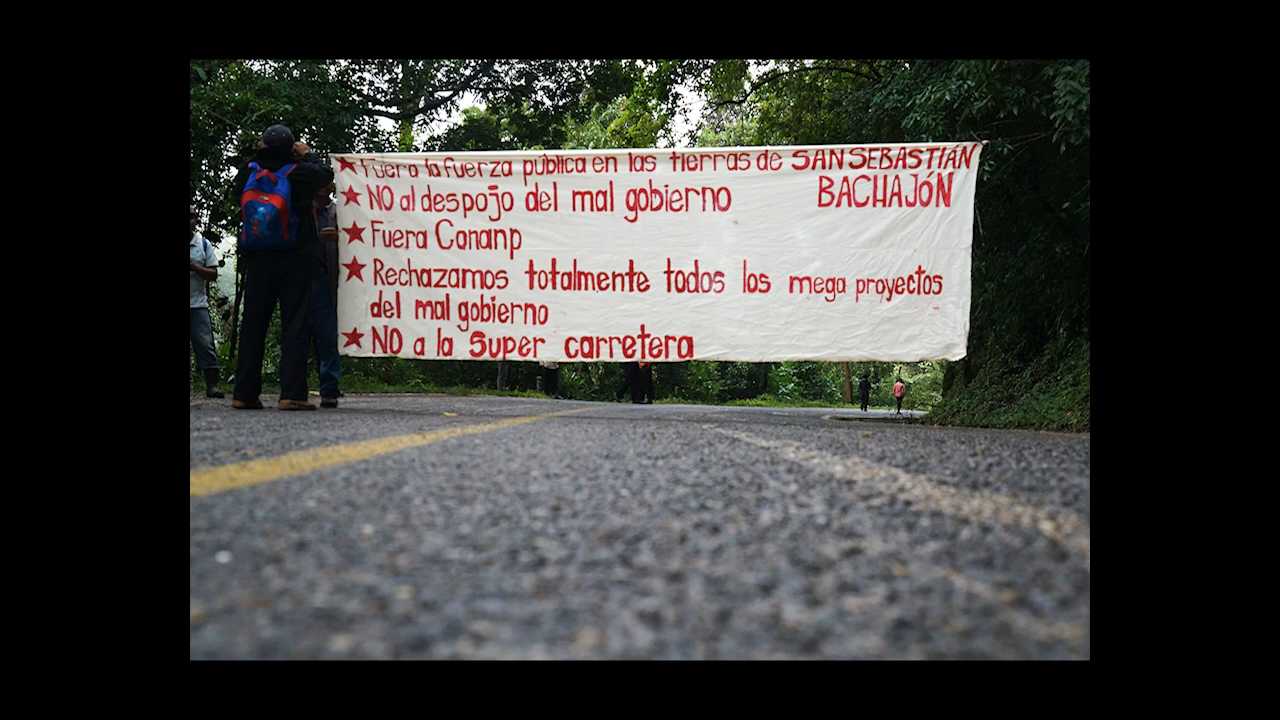 ★ Fuera la fuerza pública en las tierras de SAN SEBASTIÁN
BACHAJÓN
★ NO al despojo del mal gobierno
★ Fuera Conanp
★ Rechazamos totalmente todos los mega proyectos
del mal gobierno
★ NO a la Super carretera